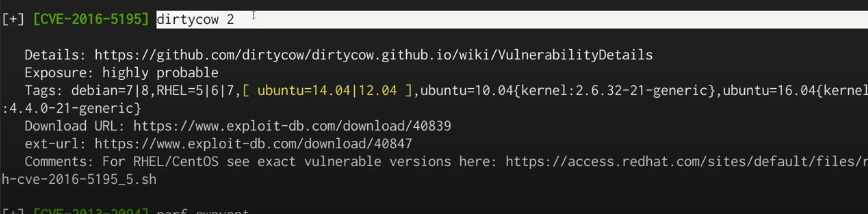 [+] [CVE-2016-5195] dirtycow 2
Details: https://github.com/dirtycow/dirtycow.github.io/wiki/VulnerabilityDetails
Exposure: highly probable
Tags: debian=7|8,RHEL=5|6|7,[ ubuntu=14.04|12.04 ],ubuntu=10.04{kernel:2.6.32-21-generic},ubuntu=16.04{kernel
:4.4.0-21-generic}
Download URL: https://www.exploit-db.com/download/40839
ext-url: https://www.exploit-db.com/download/40847
Comments: For RHEL/CentOS see exact vulnerable versions here: https://access.redhat.com/sites/default/files/r
h-cve-2016-5195_5.sh
[+] [CVE-2013-2094]